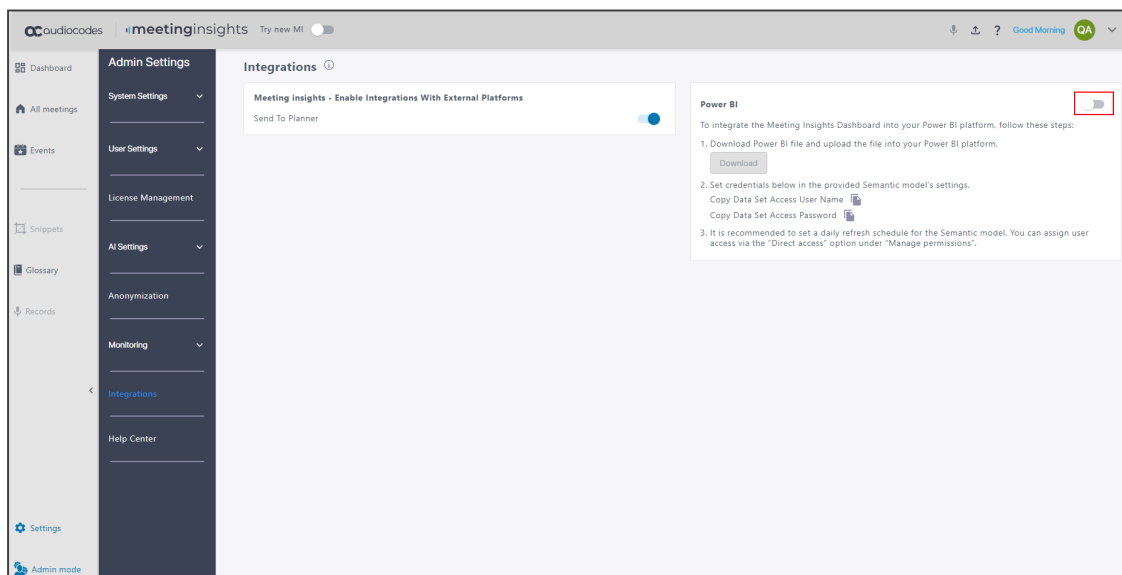 audiocodes
meetinginsights
Try new MI
?
Good Morning
QA
Dashboard
All meetings
Events
Snippets
Glossary
Records
Settings
Admin mode
Admin Settings
System Settings
User Settings
License Management
AI Settings
Anonymization
Monitoring
Integrations
Help Center
Integrations
Meeting insights - Enable Integrations With External Platforms
Send To Planner
Power BI
To integrate the Meeting Insights Dashboard into your Power BI platform, follow these steps:
1. Download Power BI file and upload the file into your Power BI platform.
Download
2. Set credentials below in the provided Semantic model's settings.
Copy Data Set Access User Name
Copy Data Set Access Password
3. It is recommended to set a daily refresh schedule for the Semantic model. You can assign user
access via the "Direct access" option under "Manage permissions".